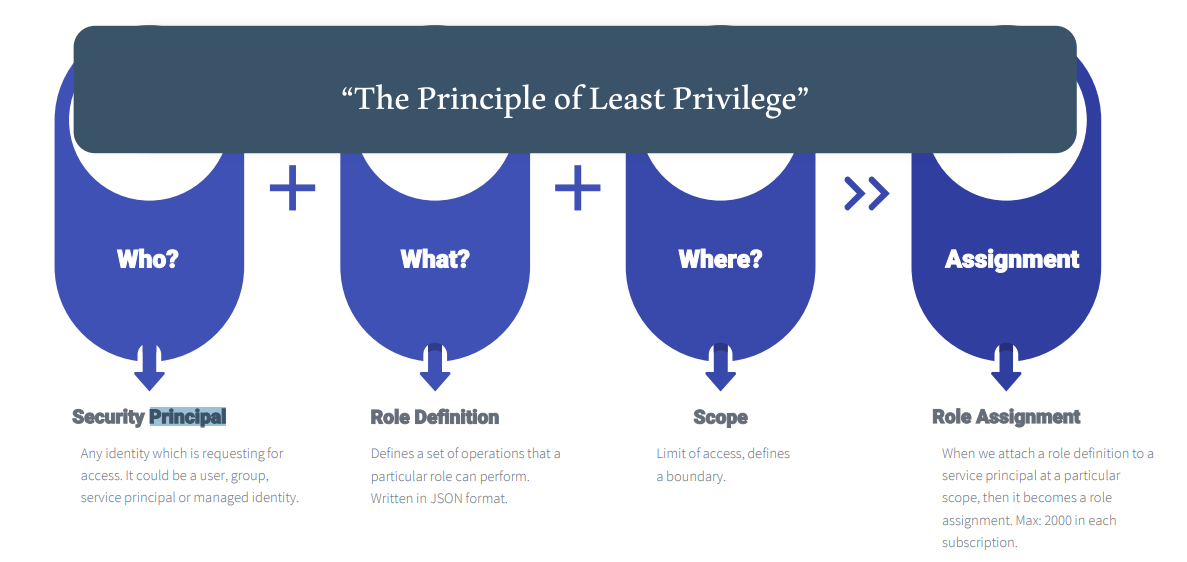 “The Principle of Least Privilege”
Who?
What?
Where?
Assignment
Security Principal
Any identity which is requesting for
access. It could be a user, group,
service principal or managed identity.
Role Definition
Defines a set of operations that a
particular role can perform.
Written in JSON format.
Scope
Limit of access, defines
a boundary.
Role Assignment
When we attach a role definition to a
service principal at a particular
scope, then it becomes a role
assignment. Max: 2000 in each
subscription.